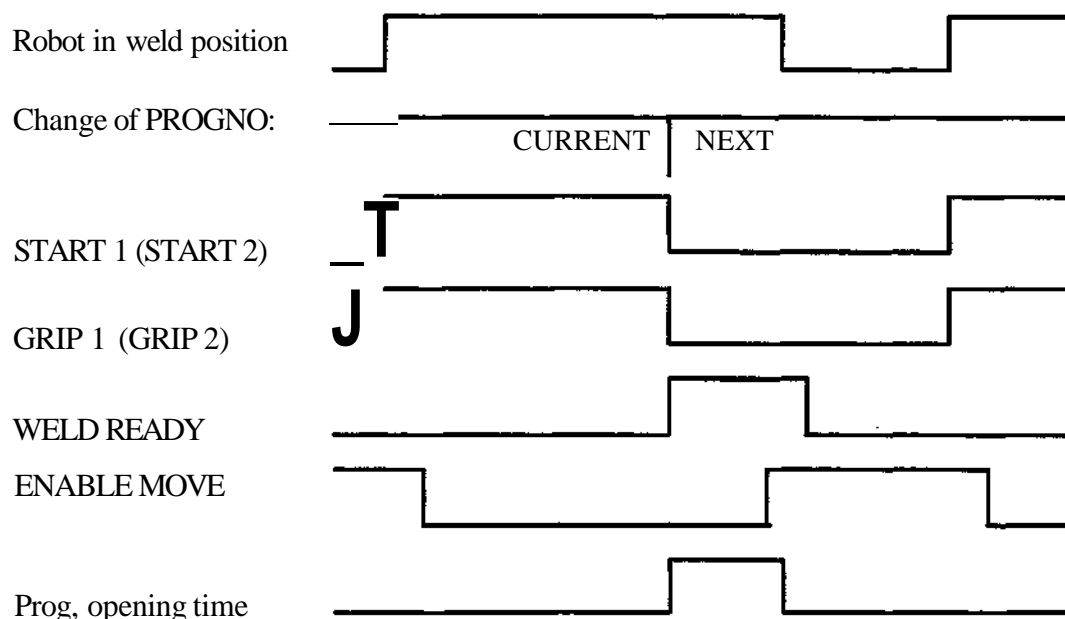 Robot in weld position
Change of PROGNO:
CURRENT NEXT
T
START 1 (START 2)
J
GRIP 1 (GRIP 2)
WELD READY
ENABLE MOVE
Prog, opening time